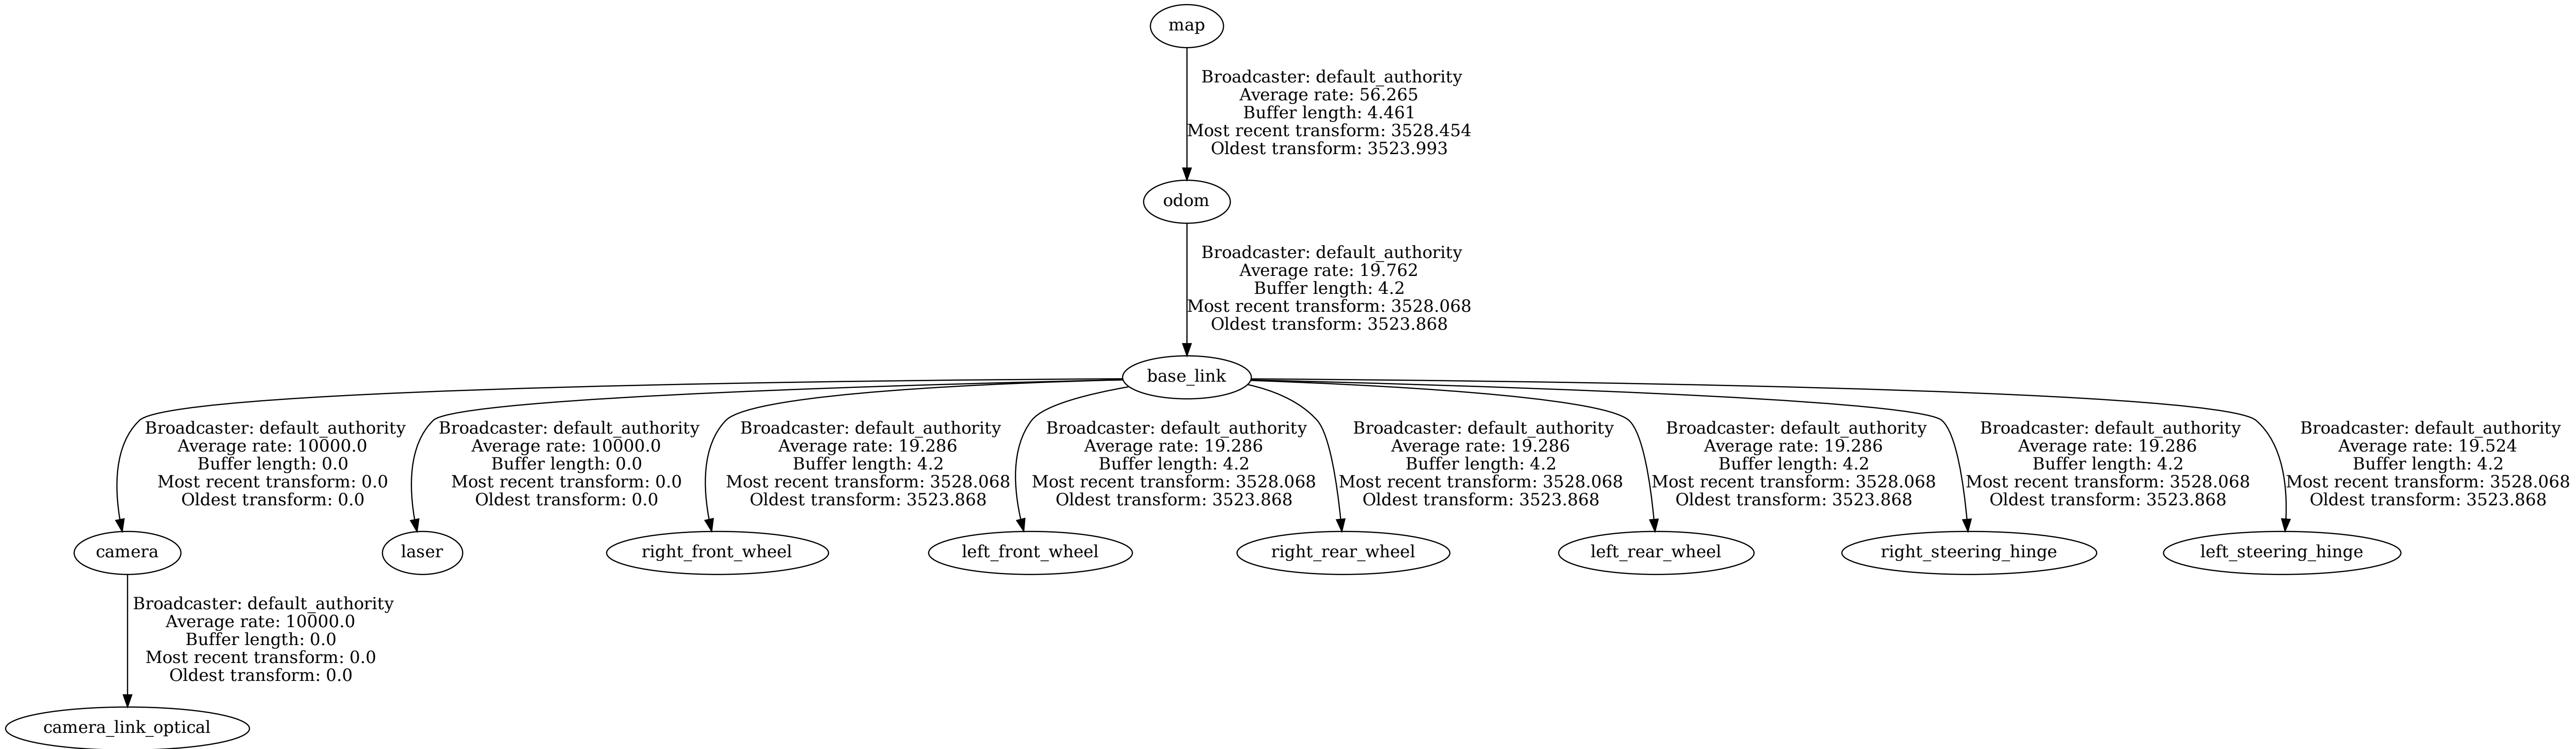 map
Broadcaster: default_authority
Average rate: 56.265
Buffer length: 4.461
Most recent transform: 3528.454
Oldest transform: 3523.993
odom
Broadcaster: default_authority
Average rate: 19.762
Buffer length: 4.2
Most recent transform: 3528.068
Oldest transform: 3523.868
base_link
Broadcaster: default_authority
Average rate: 10000.0
Buffer length: 0.0
Most recent transform: 0.0
Oldest transform: 0.0
Broadcaster: default_authority
Average rate: 10000.0
Buffer length: 0.0
Most recent transform: 0.0
Oldest transform: 0.0
Broadcaster: default_authority
Average rate: 19.286
Buffer length: 4.2
Most recent transform: 3528.068
Oldest transform: 3523.868
Broadcaster: default_authority
Average rate: 19.286
Buffer length: 4.2
Most recent transform: 3528.068
Oldest transform: 3523.868
Broadcaster: default_authority
Average rate: 19.286
Buffer length: 4.2
Most recent transform: 3528.068
Oldest transform: 3523.868
Broadcaster: default_authority
Average rate: 19.286
Buffer length: 4.2
Most recent transform: 3528.068
Oldest transform: 3523.868
Broadcaster: default_authority
Average rate: 19.286
Buffer length: 4.2
Most recent transform: 3528.068
Oldest transform: 3523.868
Broadcaster: default_authority
Average rate: 19.524
Buffer length: 4.2
Most recent transform: 3528.068
Oldest transform: 3523.868
camera
laser
right_front_wheel
left_front_wheel
right_rear_wheel
left_rear_wheel
right_steering_hinge
left_steering_hinge
Broadcaster: default_authority
Average rate: 10000.0
Buffer length: 0.0
Most recent transform: 0.0
Oldest transform: 0.0
camera_link_optical